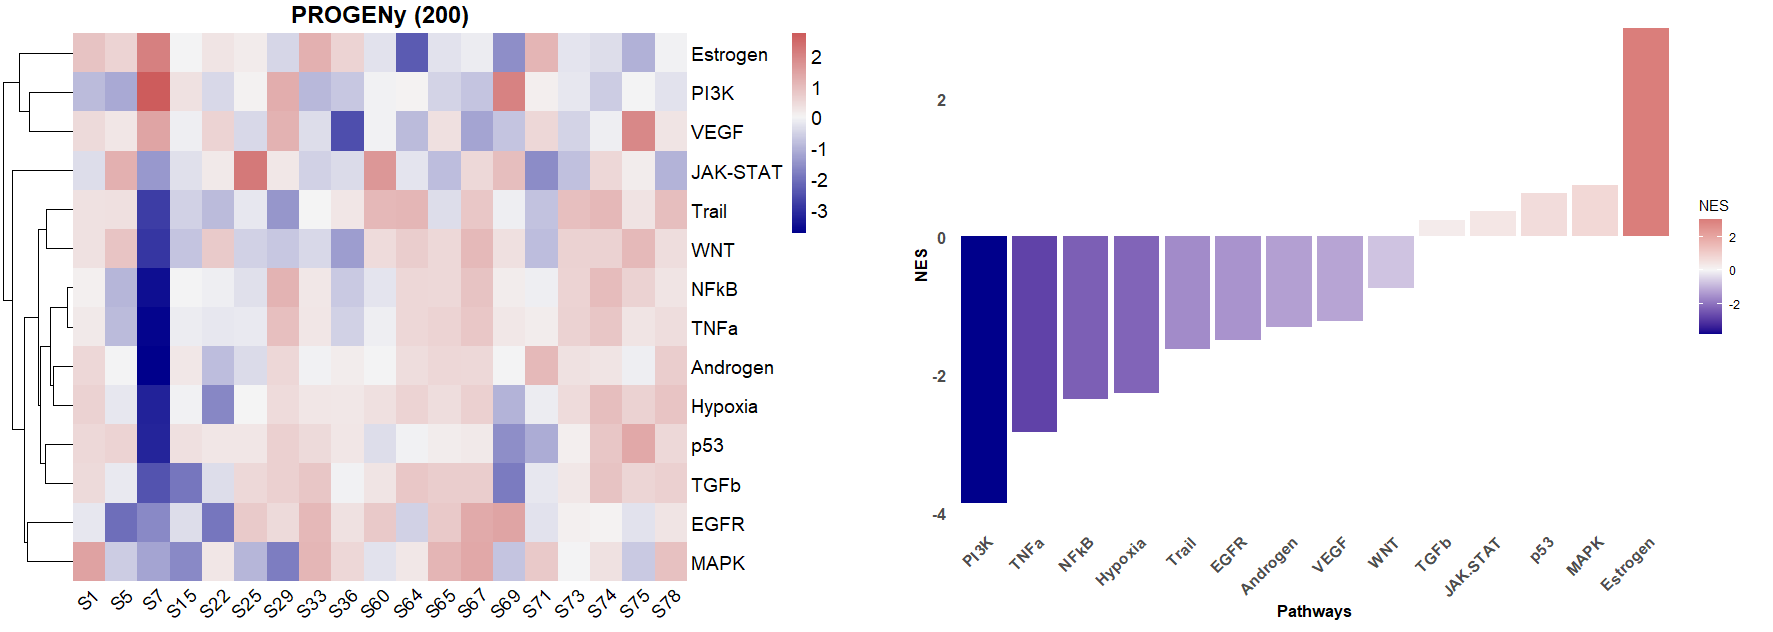 PROGENy (200)
Estrogen
PI3K
VEGF
JAK-STAT
Trail
WNT
NFkB
TNFa
Androgen
Hypoxia
p53
TGFb
EGFR
MAPK
S1 S5 S7 S15 S22 S25 S29 S33 S36 S60 S64 S65 S67 S69 S71 S73 S74 S75 S78
2
1
0
-1
-2
-3
NES
2
0
-2
-4
PI3K TNFa NFkB Hypoxia Trail EGFR Androgen VEGF WNT TGFb JAK.STAT p53 MAPK Estrogen
Pathways
NES
2
0
-2